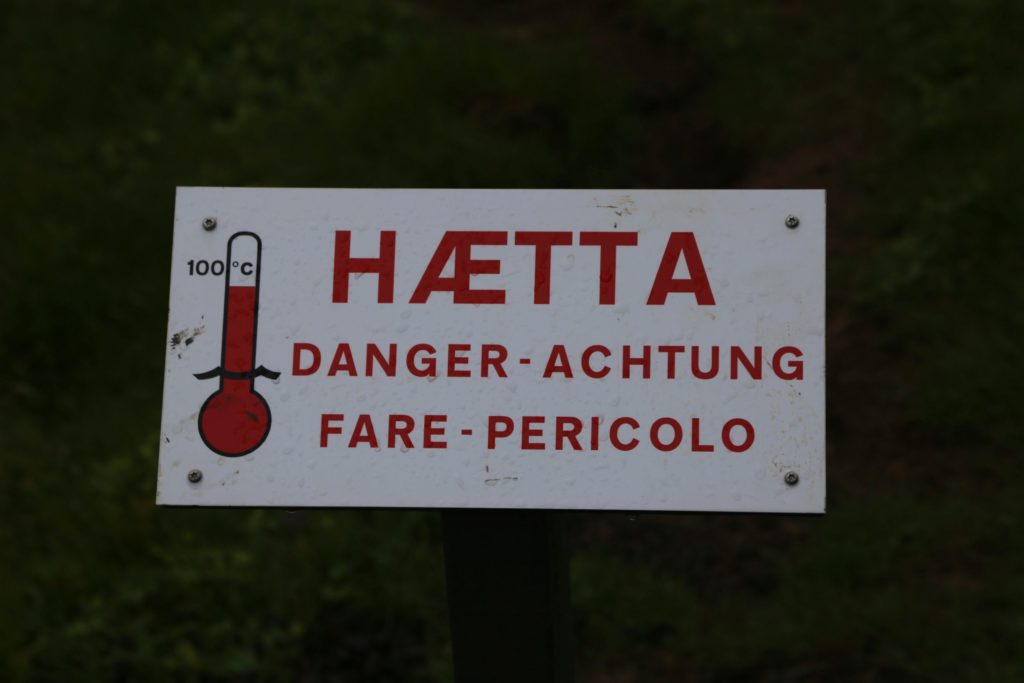 HÆTTA
100 °C
DANGER - ACHTUNG
FARE - PERICOLO